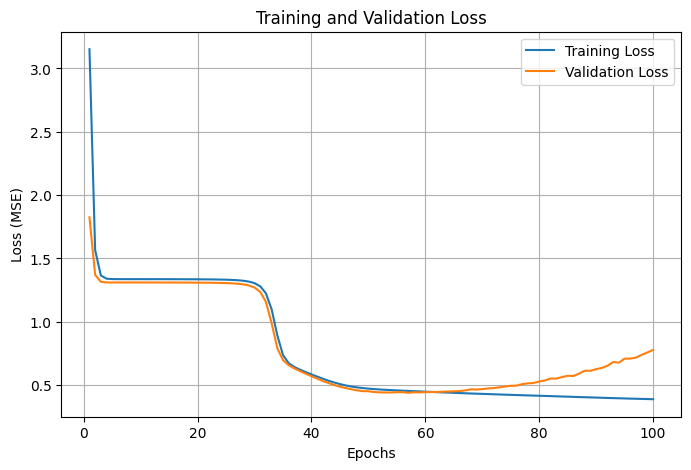 Training and Validation Loss
Training Loss
Validation Loss
3.0
2.5
2.0
1.5
1.0
0.5
Loss (MSE)
0 20 40 60 80 100
Epochs